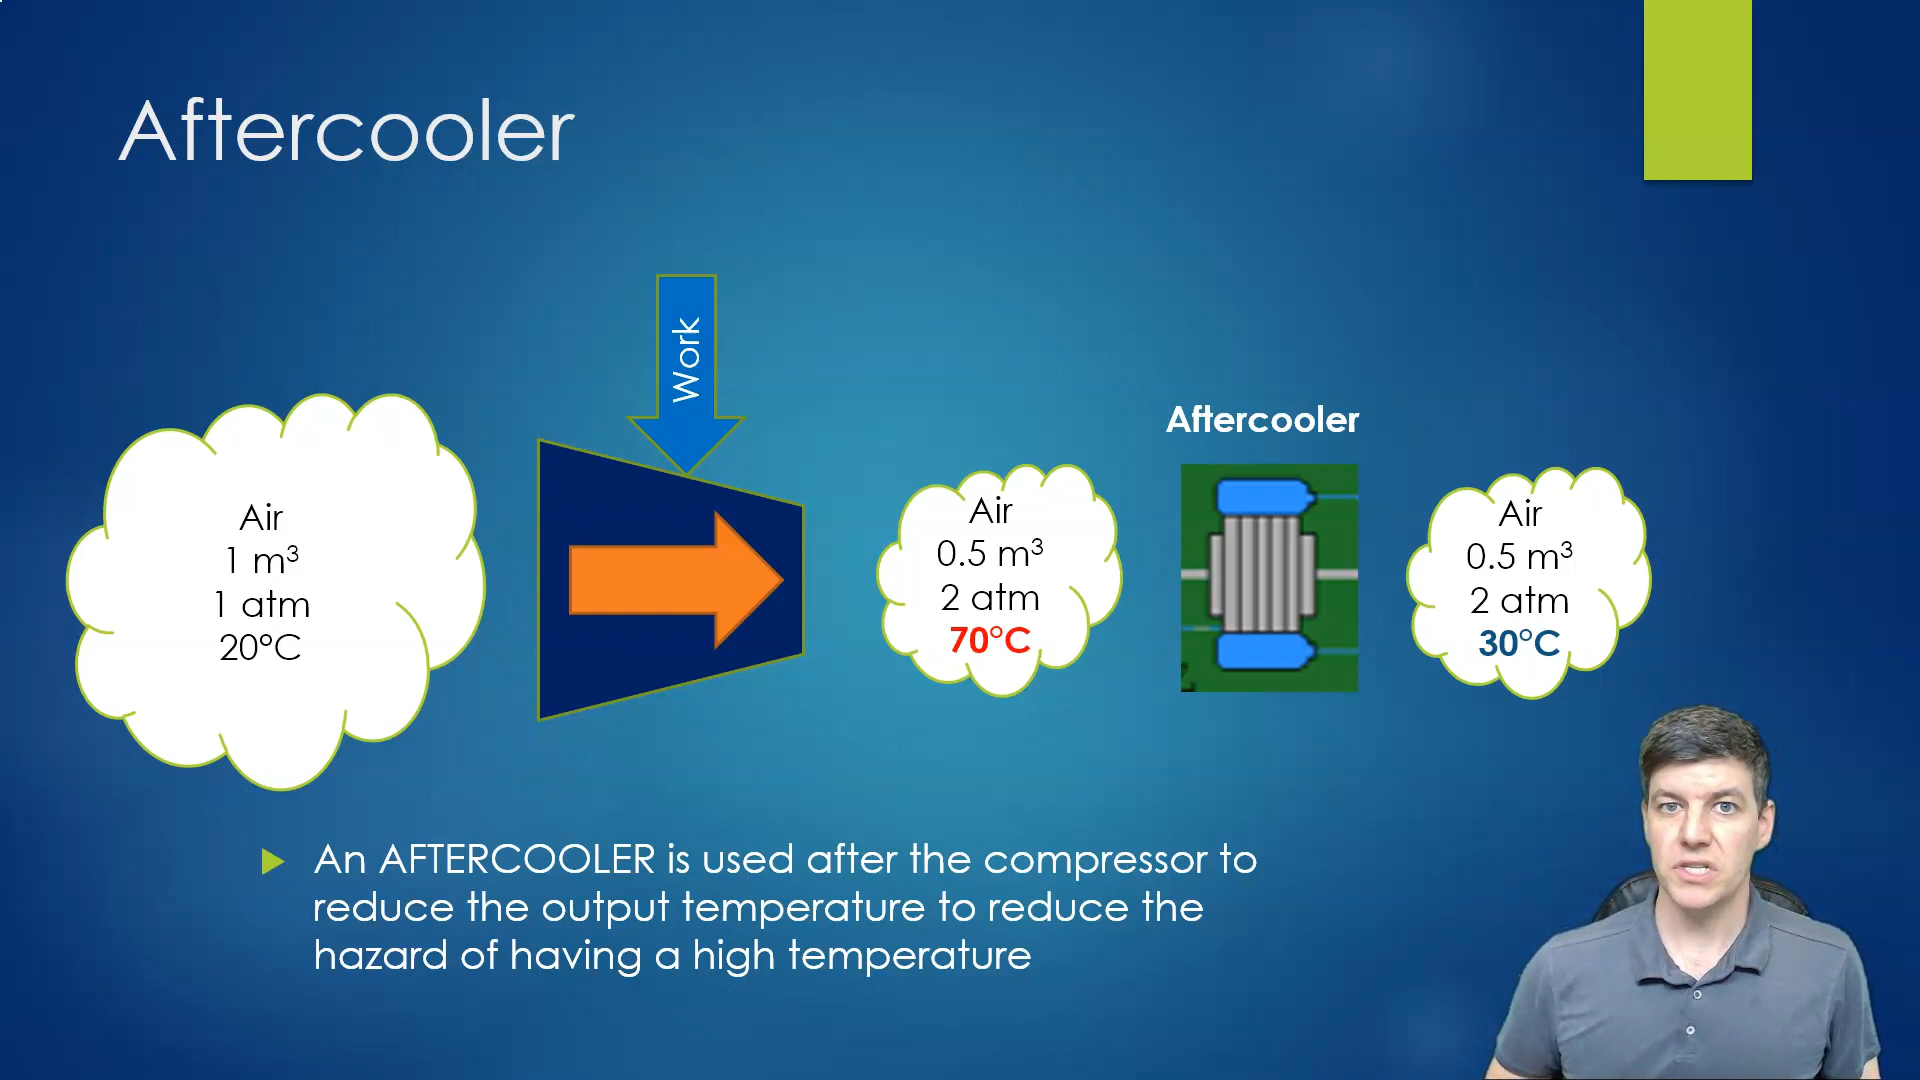 Aftercooler
Work
Air
1 m³
1 atm
20°C
Air
0.5 m³
2 atm
70°C
Aftercooler
Air
0.5 m³
2 atm
30°C
An AFTERCOOLER is used after the compressor to
reduce the output temperature to reduce the
hazard of having a high temperature